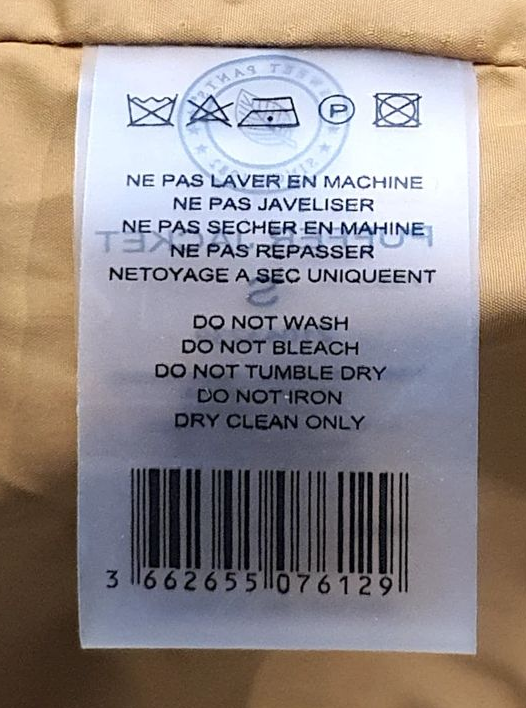 P
NE PAS LAVER EN MACHINE
NE PAS JAVELISER
NE PAS SECHER EN MAHINE
NE PAS REPASSER
NETOYAGE A SEC UNIQUEENT
PUFFER JACKET
S
DO NOT WASH
DO NOT BLEACH
DO NOT TUMBLE DRY
DO NOT IRON
DRY CLEAN ONLY
3 662655 076129